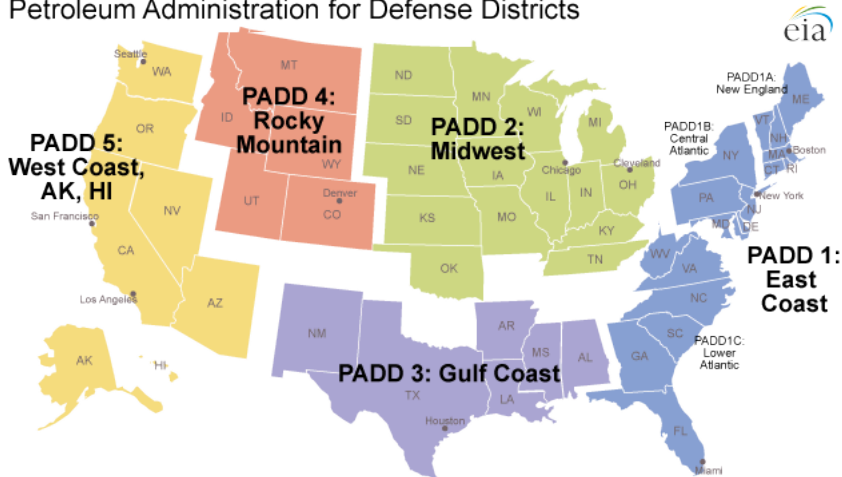 Petroleum Administration for Defense Districts
eia
Seattle
WA
OR
PADD 5:
West Coast,
AK, HI
San Francisco
NV
CA
Los Angeles
AZ
AK
HI
MT
PADD 4:
Rocky
Mountain
ID
WY
UT
Denver
CO
ND
MN
SD
WI
MI
PADD 2:
Midwest
NE
IA
Chicago
Cleveland
IL
IN
OH
KS
MO
KY
OK
TN
NM
AR
MS
AL
PADD 3: Gulf Coast
TX
LA
Houston
PADD1A:
New England
ME
VT
NH
MA
Boston
CT
RI
PADD1B:
Central
Atlantic
NY
PA
New York
NJ
MD
DE
WV
VA
PADD 1:
East
Coast
NC
SC
PADD1C:
Lower
Atlantic
GA
FL
Miami